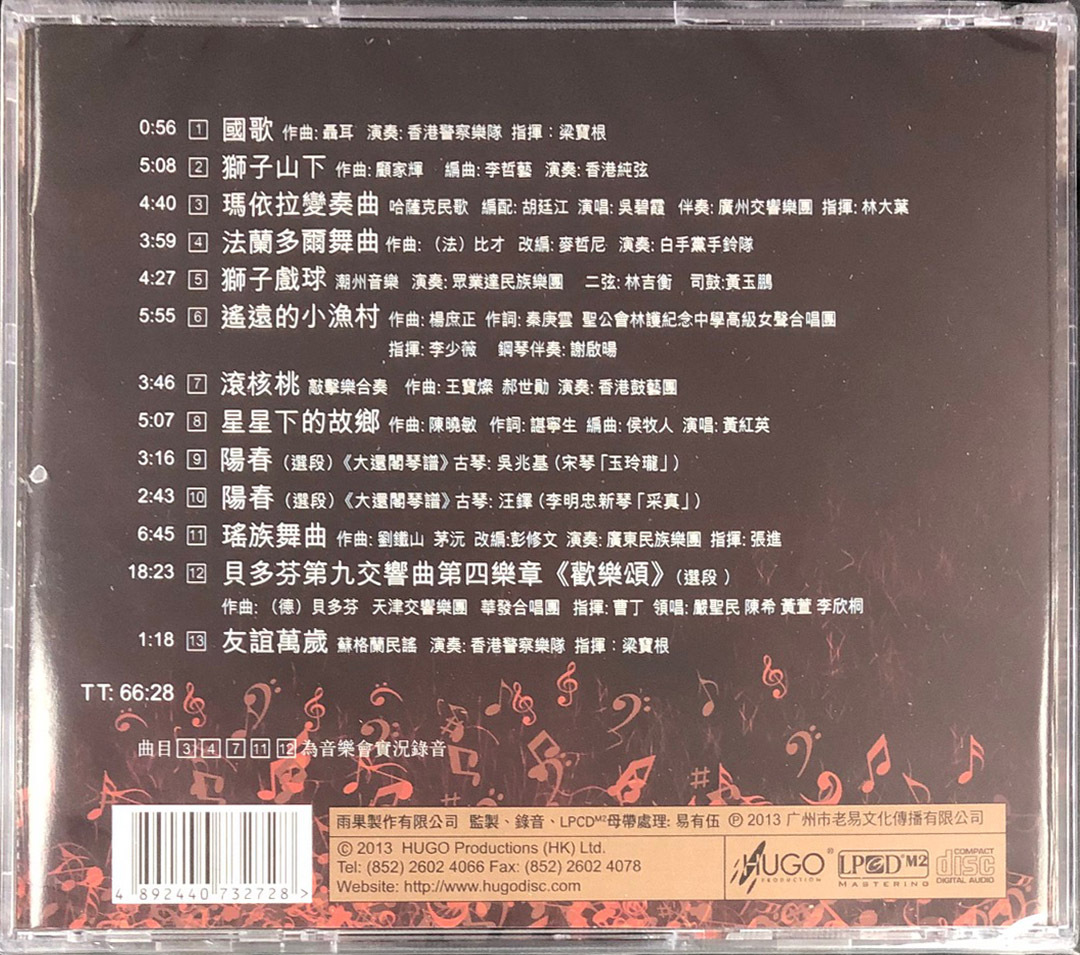 0:56 1 國歌 作曲: 聶耳 演奏: 香港警察樂隊 指揮：梁寶根
5:08 2 獅子山下 作曲: 顧家輝 編曲: 李哲藝 演奏: 香港純弦
4:40 3 瑪依拉變奏曲 哈薩克民歌 編配: 胡廷江 演唱: 吳碧霞 伴奏: 廣州交響樂團 指揮: 林大葉
3:59 4 法蘭多爾舞曲 作曲:（法）比才 改編: 麥哲尼 演奏: 白手黨手鈴隊
4:27 5 獅子戲球 潮州音樂 演奏: 眾業達民族樂團 二弦: 林吉衡 司鼓:黃玉鵬
5:55 6 遙遠的小漁村 作曲: 楊庶正 作詞: 秦庚雲 聖公會林護紀念中學高級女聲合唱團
指揮: 李少薇 鋼琴伴奏: 謝啟暘
3:46 7 滾核桃 敲擊樂合奏 作曲: 王寶燦 郝世勛 演奏: 香港鼓藝團
5:07 8 星星下的故鄉 作曲: 陳曉敏 作詞: 諶寧生 編曲: 侯牧人 演唱: 黃紅英
3:16 9 陽春（選段）《大還閣琴譜》古琴: 吳兆基（宋琴「玉玲瓏」）
2:43 10 陽春（選段）《大還閣琴譜》古琴: 汪鐸（李明忠新琴「采真」）
6:45 11 瑤族舞曲 作曲: 劉鐵山 茅沅 改編:彭修文 演奏: 廣東民族樂團 指揮: 張進
18:23 12 貝多芬第九交響曲第四樂章《歡樂頌》（選段）
作曲:（德）貝多芬 天津交響樂團 華發合唱團 指揮: 曹丁 領唱: 嚴聖民 陳希 黃萱 李欣桐
1:18 13 友誼萬歲 蘇格蘭民謠 演奏: 香港警察樂隊 指揮：梁寶根
TT: 66:28
曲目 3 4 7 11 12 為音樂會實況錄音
雨果製作有限公司 監製、錄音、LPCDM2母帶處理: 易有伍 ℗ 2013 广州市老易文化傳播有限公司
© 2013 HUGO Productions (HK) Ltd.
Tel: (852) 2602 4066 Fax: (852) 2602 4078
Website: http://www.hugodisc.com
HUGO ®
PRODUCTION
LPCD M2
MASTERING
COMPACT
disc
DIGITAL AUDIO
4 892440 732728 >